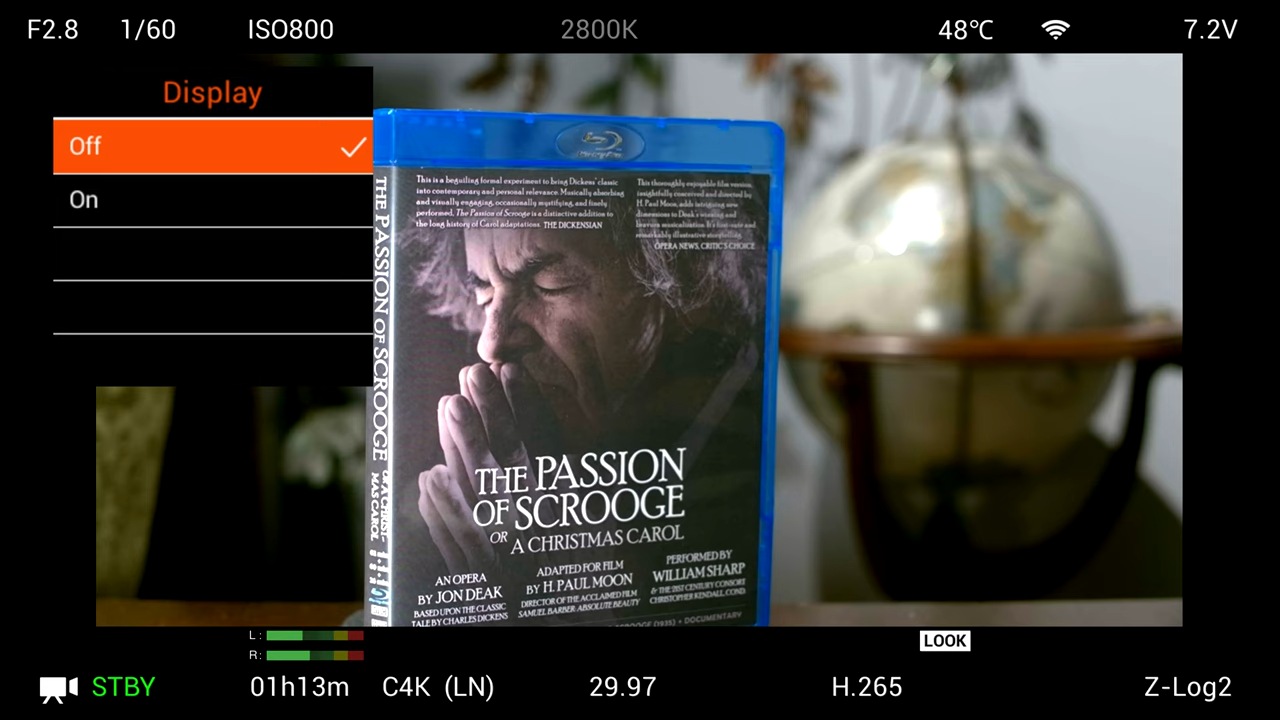 F2.8 1/60 ISO800 2800K 48℃ 7.2V
Display
Off
On
This is a beguiling formal experiment to bring Dickens' classic
into contemporary and personal relevance. Musically absorbing
and visually engaging, occasionally mystifying, and finely
performed, The Passion of Scrooge is a distinctive addition to
the long history of Carol adaptations. THE DICKENSIAN
This thoroughly enjoyable film version,
insightfully conceived and directed by
H. Paul Moon, adds intriguing new
dimensions to Deak's winning and
remarkably illustrative storytelling.
OPERA NEWS, CRITIC'S CHOICE
THE PASSION OF SCROOGE
THE PASSION
OF SCROOGE
OR A CHRISTMAS CAROL
AN OPERA
BY JON DEAK
BASED UPON THE CLASSIC
TALE BY CHARLES DICKENS
ADAPTED FOR FILM
BY H. PAUL MOON
DIRECTOR OF THE ACCLAIMED FILM
SAMUEL BARBER: ABSOLUTE BEAUTY
PERFORMED BY
WILLIAM SHARP
& THE 21ST CENTURY CONSORT
CHRISTOPHER KENDALL, COND.
SCROOGE (1935) + DOCUMENTARY
L:
R:
LOOK
STBY 01h13m C4K (LN) 29.97 H.265 Z-Log2